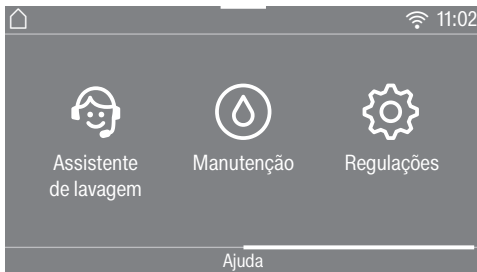 11:02
Assistente
de lavagem
Manutenção
Regulações
Ajuda